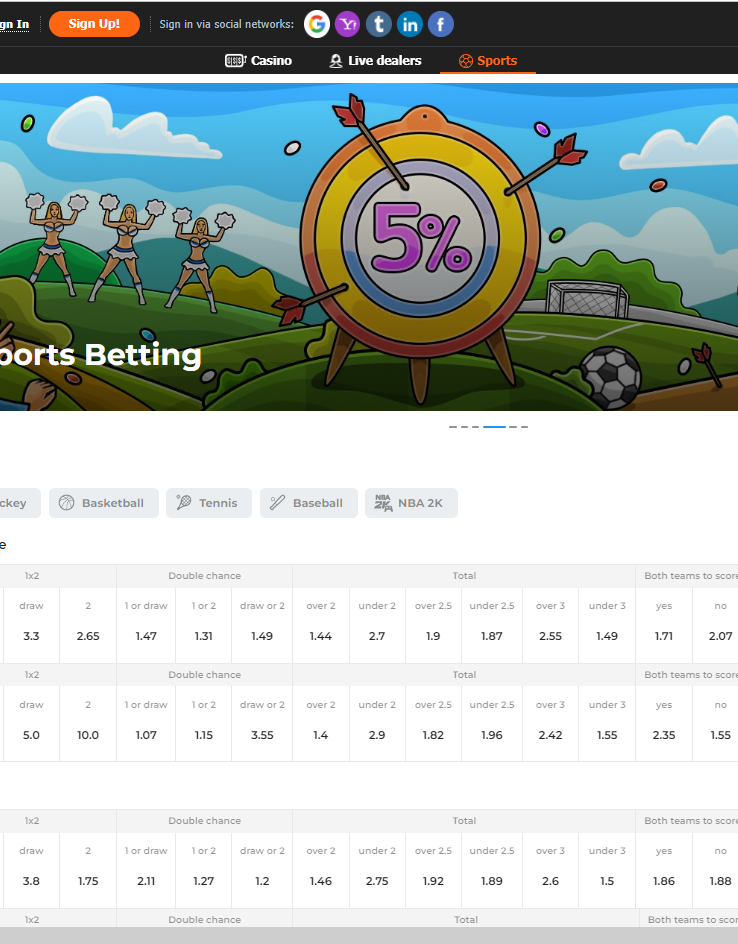 gn In Sign Up! Sign in via social networks:
Casino Live dealers Sports
5%
ports Betting
ckey Basketball Tennis Baseball NBA 2K
e
1x2 Double chance Total Both teams to score
draw 2 1 or draw 1 or 2 draw or 2 over 2 under 2 over 2.5 under 2.5 over 3 under 3 yes no
3.3 2.65 1.47 1.31 1.49 1.44 2.7 1.9 1.87 2.55 1.49 1.71 2.07
1x2 Double chance Total Both teams to score
draw 2 1 or draw 1 or 2 draw or 2 over 2 under 2 over 2.5 under 2.5 over 3 under 3 yes no
5.0 10.0 1.07 1.15 3.55 1.4 2.9 1.82 1.96 2.42 1.55 2.35 1.55
1x2 Double chance Total Both teams to score
draw 2 1 or draw 1 or 2 draw or 2 over 2 under 2 over 2.5 under 2.5 over 3 under 3 yes no
3.8 1.75 2.11 1.27 1.2 1.46 2.75 1.92 1.89 2.6 1.5 1.86 1.88
1x2 Double chance Total Both teams to scor